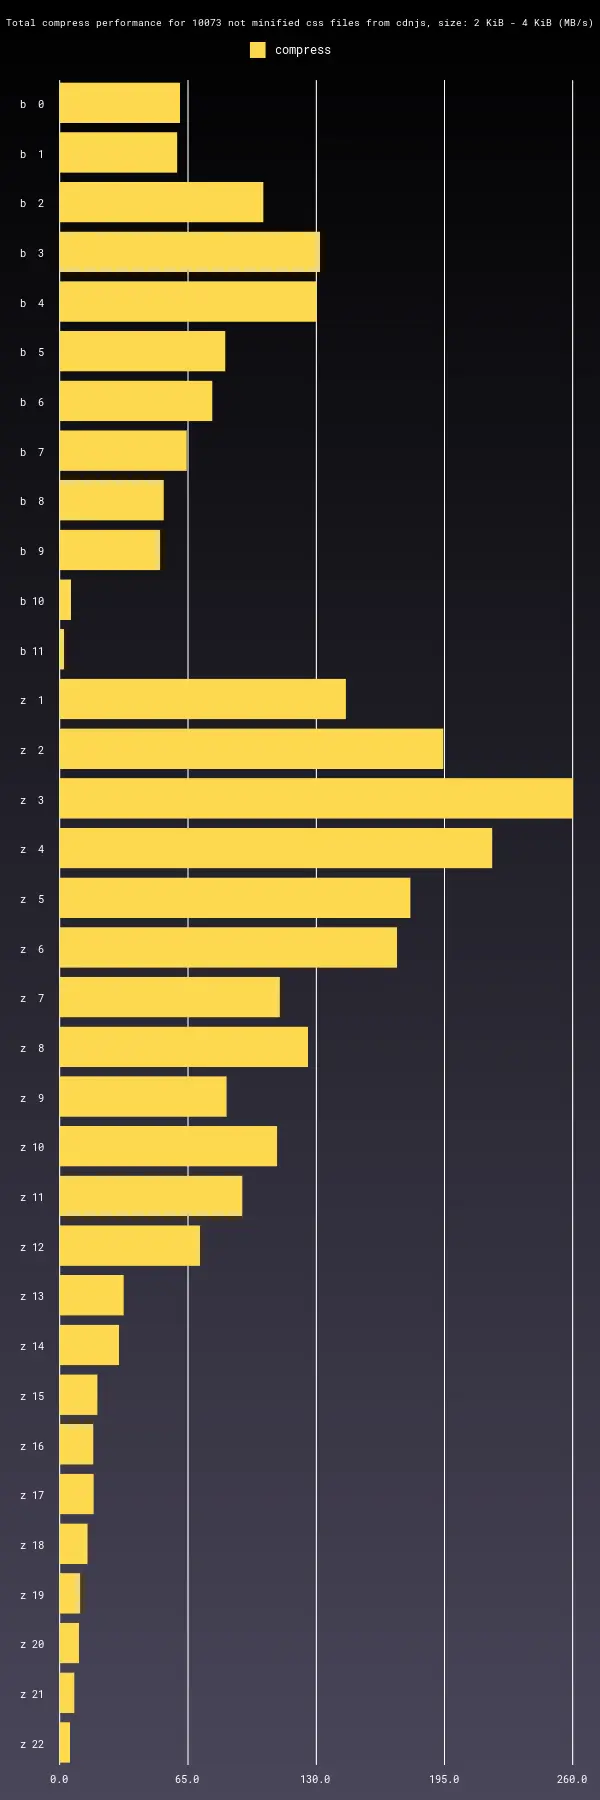 Total compress performance for 10073 not minified css files from cdnjs, size: 2 KiB - 4 KiB (MB/s)
compress
b 0
b 1
b 2
b 3
b 4
b 5
b 6
b 7
b 8
b 9
b 10
b 11
z 1
z 2
z 3
z 4
z 5
z 6
z 7
z 8
z 9
z 10
z 11
z 12
z 13
z 14
z 15
z 16
z 17
z 18
z 19
z 20
z 21
z 22
0.0 65.0 130.0 195.0 260.0